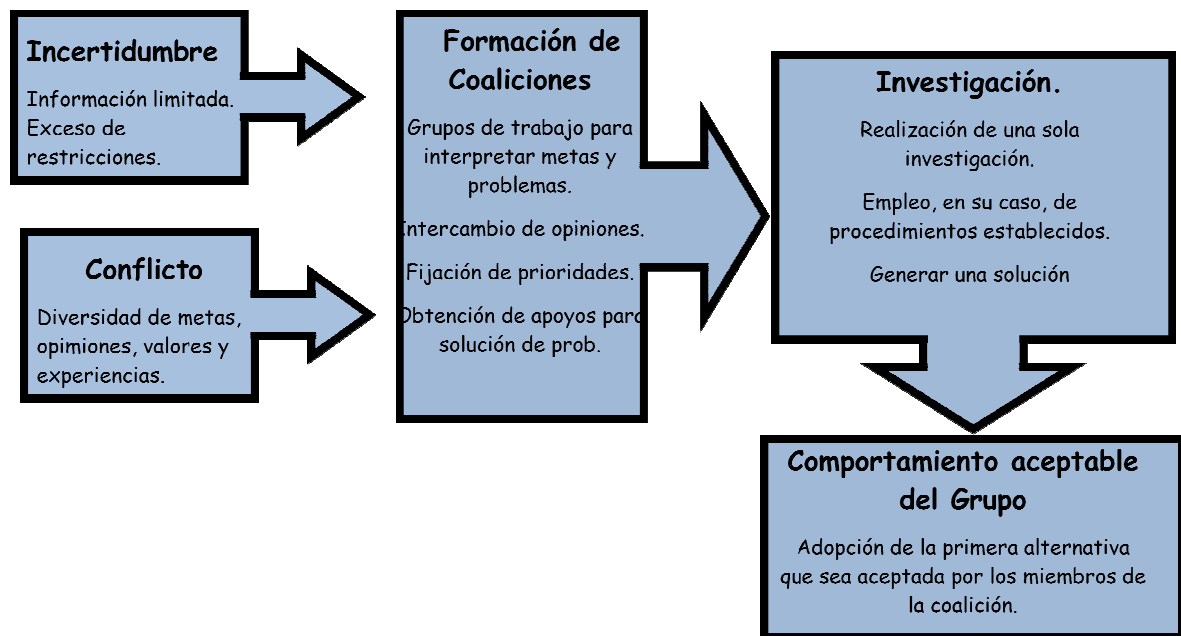 Incertidumbre
Información limitada.
Exceso de
restricciones.
Conflicto
Diversidad de metas,
opimiones, valores y
experiencias.
Formación de
Coaliciones
Grupos de trabajo para
interpretar metas y
problemas.
Intercambio de opiniones.
Fijación de prioridades.
Obtención de apoyos para
solución de prob.
Investigación.
Realización de una sola
investigación.
Empleo, en su caso, de
procedimientos establecidos.
Generar una solución
Comportamiento aceptable
del Grupo
Adopción de la primera alternativa
que sea aceptada por los miembros de
la coalición.